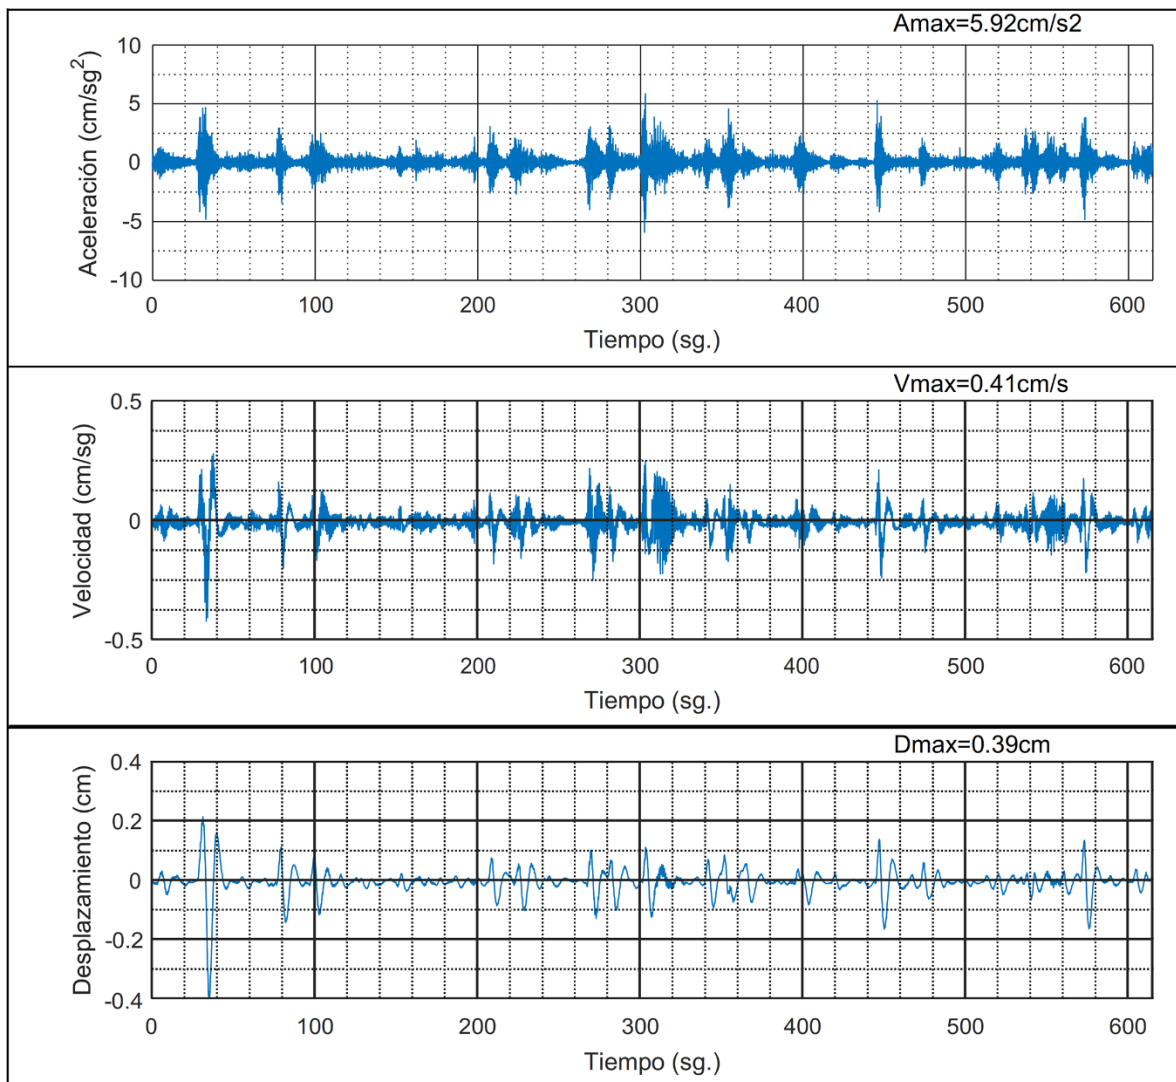 Amax=5.92cm/s2
Aceleración (cm/sg²)
10
5
0
-5
-10
0 100 200 300 400 500 600
Tiempo (sg.)
Vmax=0.41cm/s
Velocidad (cm/sg)
0.5
0
-0.5
0 100 200 300 400 500 600
Tiempo (sg.)
Dmax=0.39cm
Desplazamiento (cm)
0.4
0.2
0
-0.2
-0.4
0 100 200 300 400 500 600
Tiempo (sg.)